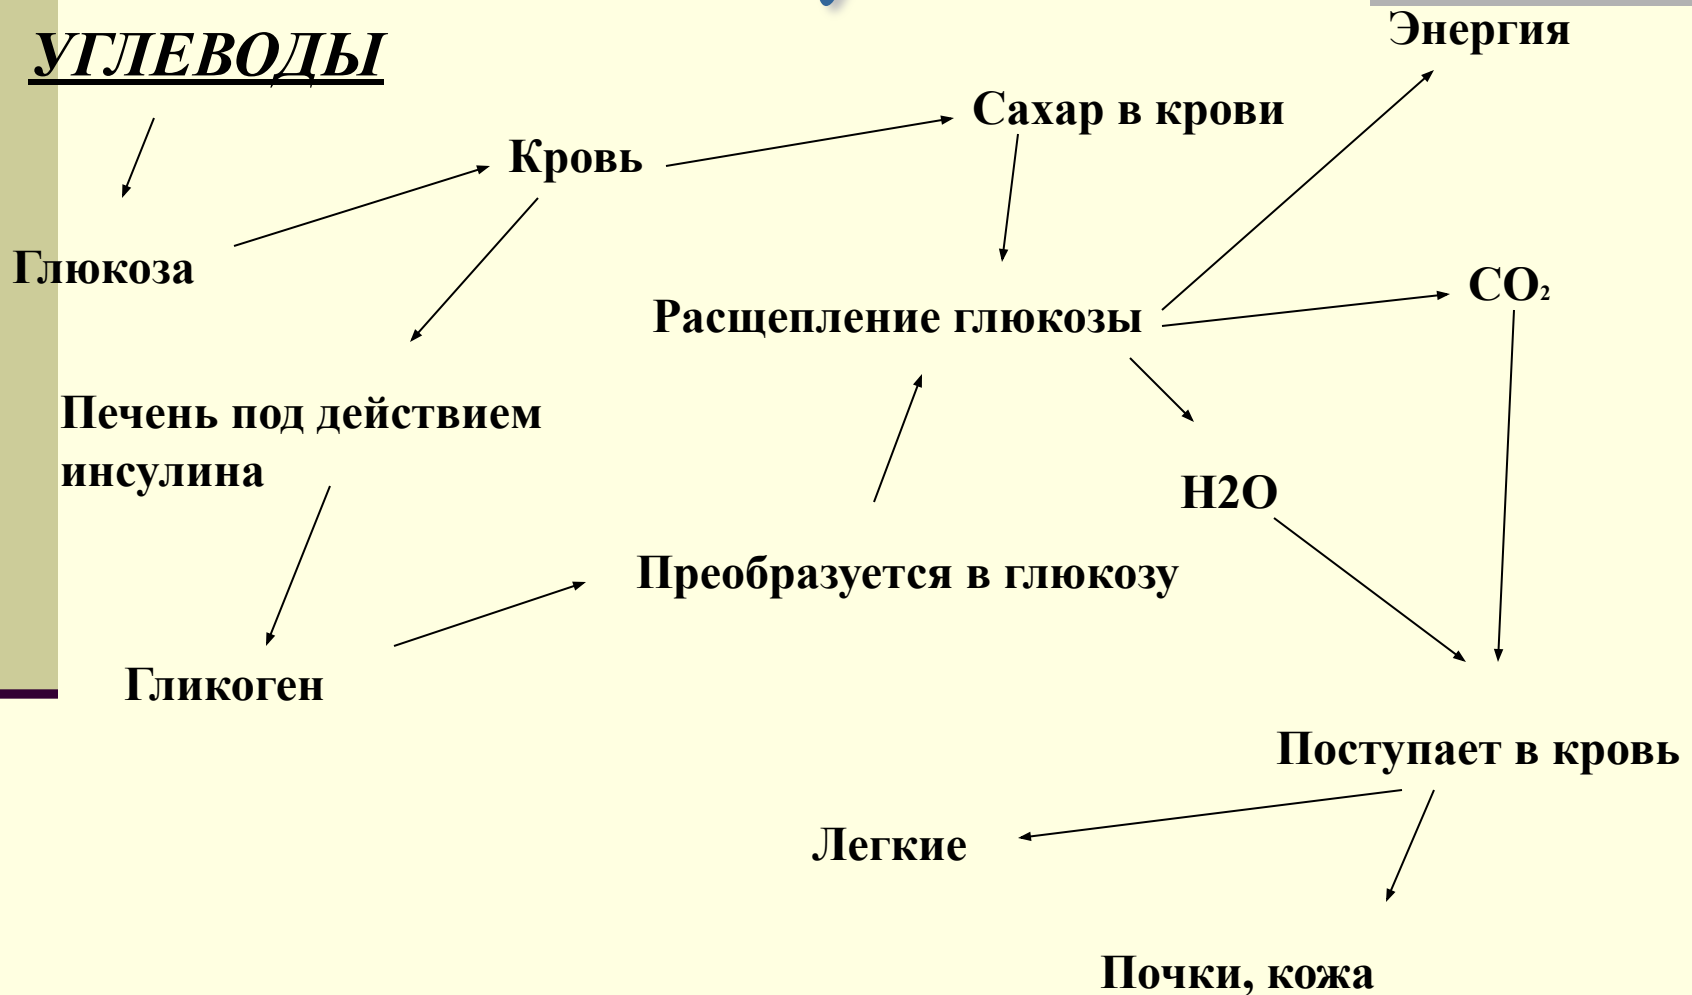 Энергия
УГЛЕВОДЫ
Сахар в крови
Кровь
Глюкоза
CO₂
Расщепление глюкозы
Печень под действием
инсулина
H2O
Преобразуется в глюкозу
Гликоген
Поступает в кровь
Легкие
Почки, кожа